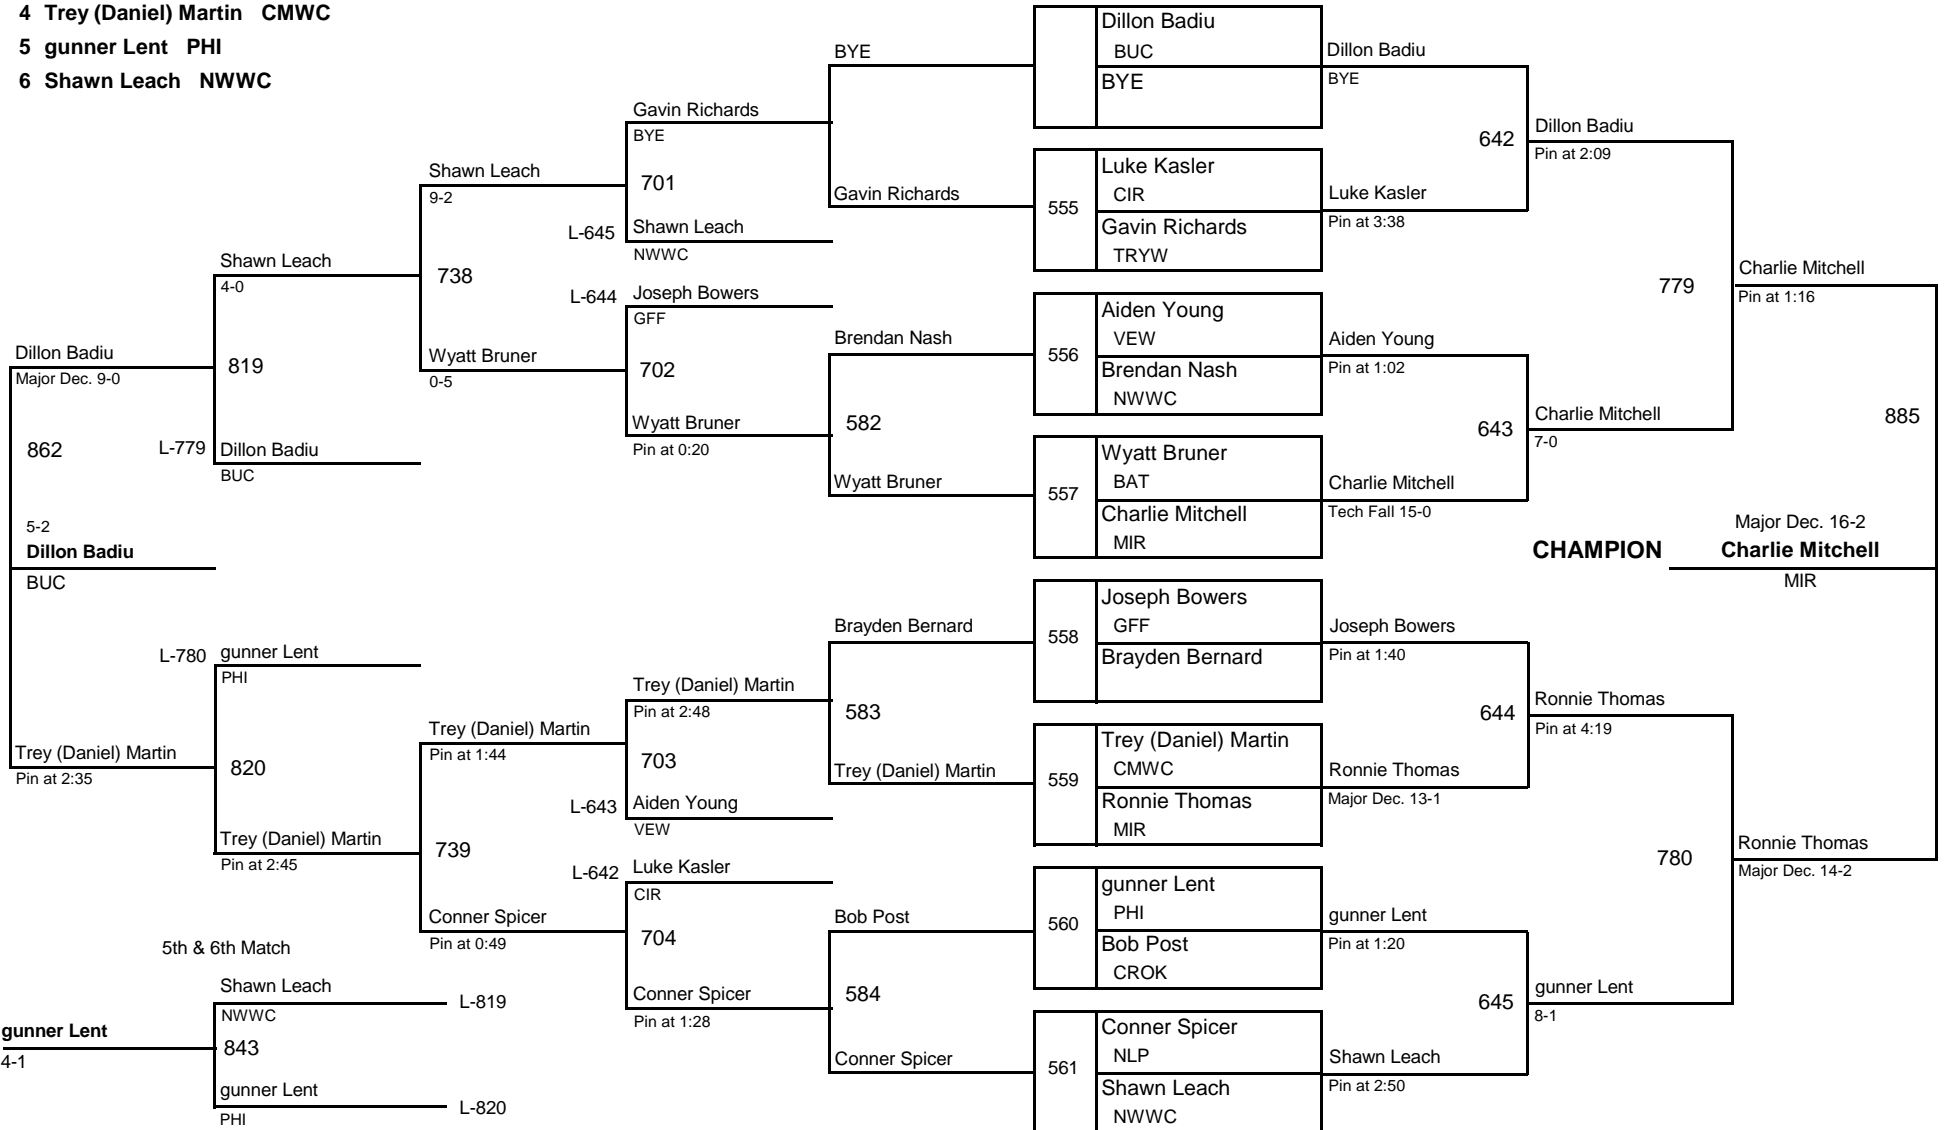 4 Trey (Daniel) Martin CMWC
5 gunner Lent PHI
6 Shawn Leach NWWC
Dillon Badiu
Major Dec. 9-0
862
5-2
Dillon Badiu
BUC
Trey (Daniel) Martin
Pin at 2:35
5th & 6th Match
gunner Lent
4-1
Shawn Leach
4-0
819
L-779 Dillon Badiu
BUC
L-780 gunner Lent
PHI
820
Trey (Daniel) Martin
Pin at 2:45
Shawn Leach
L-819
NWWC
843
gunner Lent
L-820
PHI
Shawn Leach
9-2
738
Wyatt Bruner
0-5
Trey (Daniel) Martin
Pin at 1:44
739
Conner Spicer
Pin at 0:49
Gavin Richards
BYE
701
L-645 Shawn Leach
NWWC
L-644 Joseph Bowers
GFF
702
Wyatt Bruner
Pin at 0:20
Trey (Daniel) Martin
Pin at 2:48
703
L-643 Aiden Young
VEW
L-642 Luke Kasler
CIR
704
Conner Spicer
Pin at 1:28
BYE
Gavin Richards
Brendan Nash
582
Wyatt Bruner
Brayden Bernard
583
Trey (Daniel) Martin
Bob Post
584
Conner Spicer
Dillon Badiu
BUC
BYE
555
Luke Kasler
CIR
Gavin Richards
TRYW
556
Aiden Young
VEW
Brendan Nash
NWWC
557
Wyatt Bruner
BAT
Charlie Mitchell
MIR
558
Joseph Bowers
GFF
Brayden Bernard
559
Trey (Daniel) Martin
CMWC
Ronnie Thomas
MIR
560
gunner Lent
PHI
Bob Post
CROK
561
Conner Spicer
NLP
Shawn Leach
NWWC
Dillon Badiu
BYE
642
Luke Kasler
Pin at 3:38
Aiden Young
Pin at 1:02
643
Charlie Mitchell
Tech Fall 15-0
Joseph Bowers
Pin at 1:40
644
Ronnie Thomas
Major Dec. 13-1
gunner Lent
Pin at 1:20
645
Shawn Leach
Pin at 2:50
Dillon Badiu
Pin at 2:09
779
Charlie Mitchell
7-0
Ronnie Thomas
Pin at 4:19
780
gunner Lent
8-1
Charlie Mitchell
Pin at 1:16
885
Major Dec. 16-2
CHAMPION Charlie Mitchell
MIR
Ronnie Thomas
Major Dec. 14-2